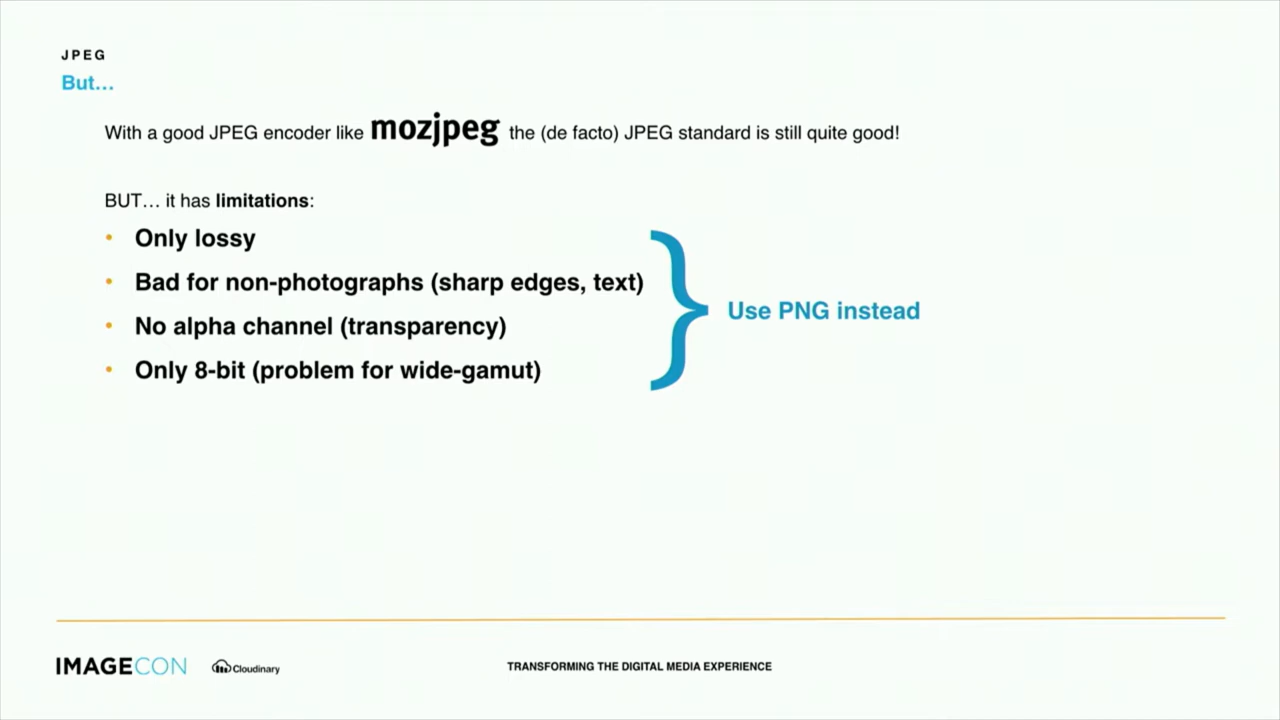 JPEG
But...
With a good JPEG encoder like mozjpeg the (de facto) JPEG standard is still quite good!
BUT... it has limitations:
• Only lossy
• Bad for non-photographs (sharp edges, text)
• No alpha channel (transparency)
• Only 8-bit (problem for wide-gamut)
Use PNG instead
IMAGECON Cloudinary TRANSFORMING THE DIGITAL MEDIA EXPERIENCE